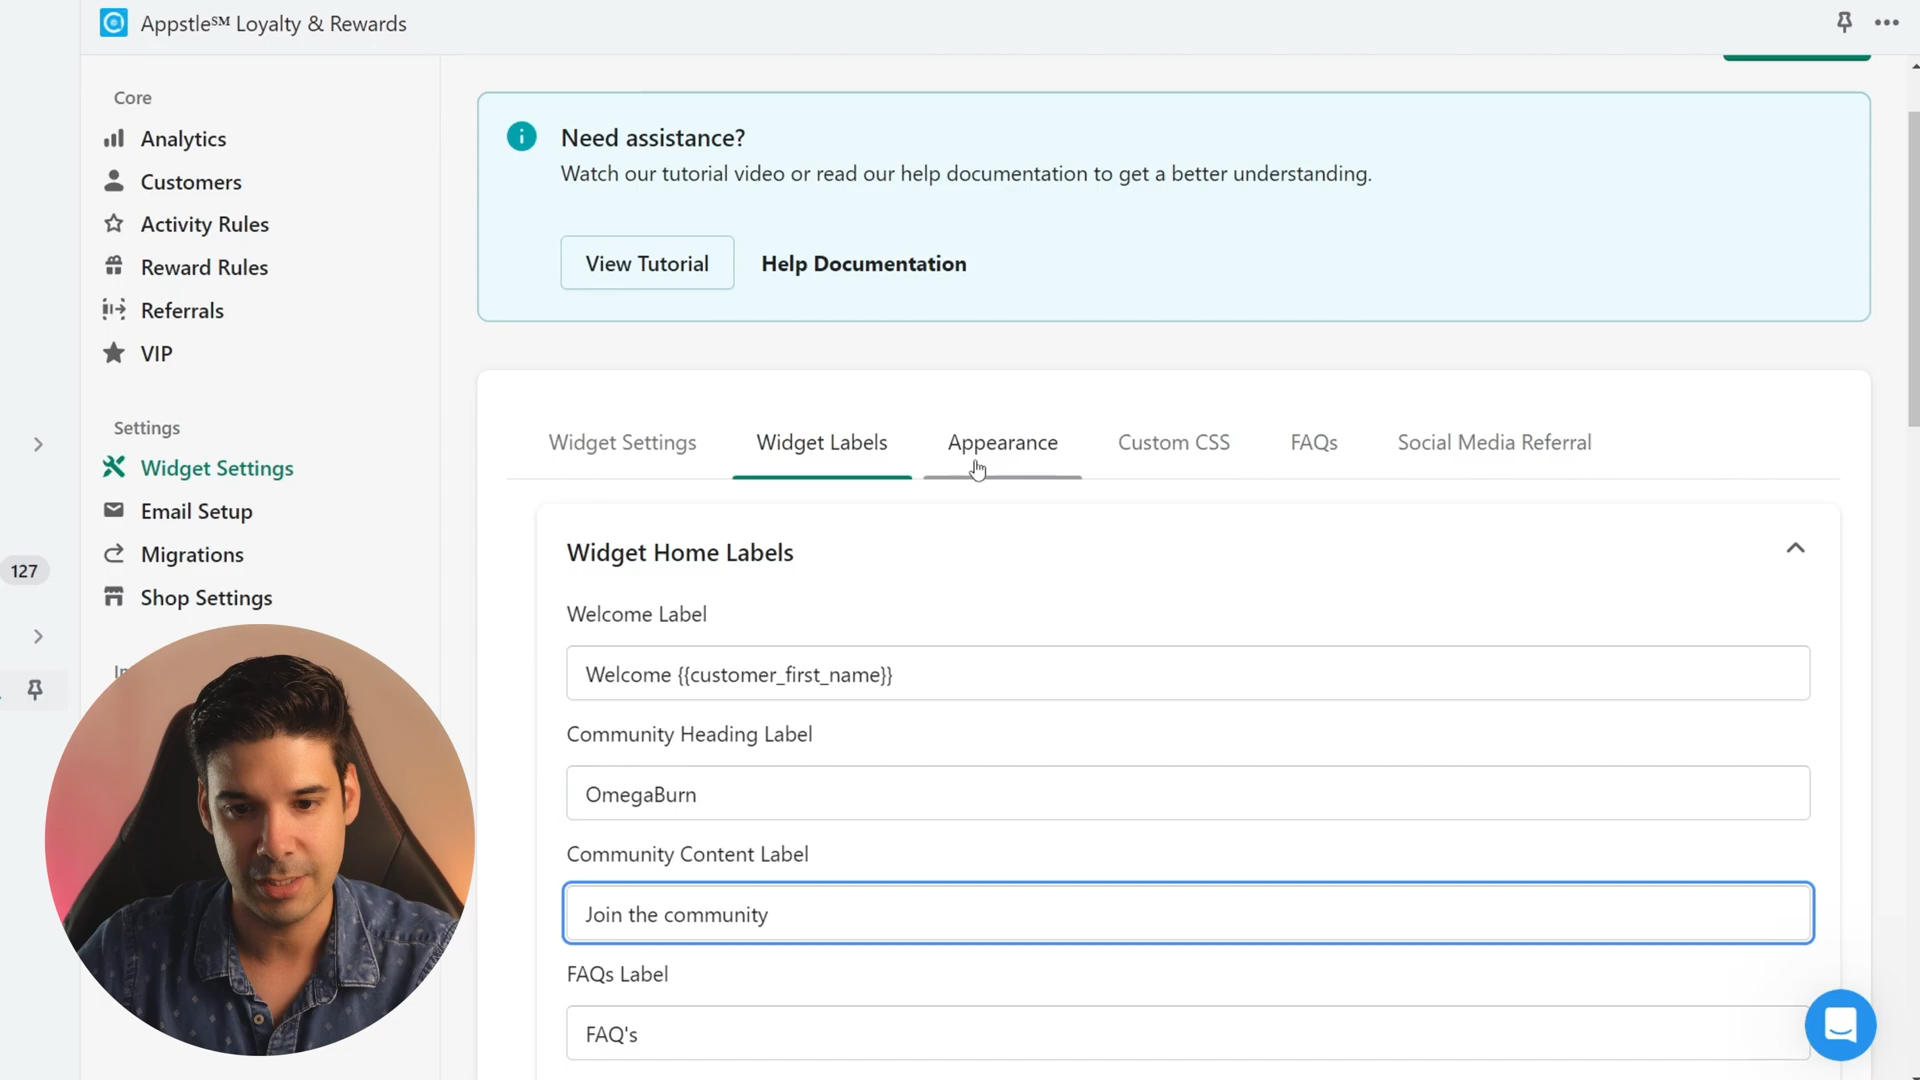 Appstle℠ Loyalty & Rewards
Core
Analytics
Customers
Activity Rules
Reward Rules
Referrals
VIP
Settings
Widget Settings
Email Setup
Migrations
Shop Settings
127
Need assistance?
Watch our tutorial video or read our help documentation to get a better understanding.
View Tutorial Help Documentation
Widget Settings Widget Labels Appearance Custom CSS FAQs Social Media Referral
Widget Home Labels
Welcome Label
Welcome {{customer_first_name}}
Community Heading Label
OmegaBurn
Community Content Label
Join the community
FAQs Label
FAQ's